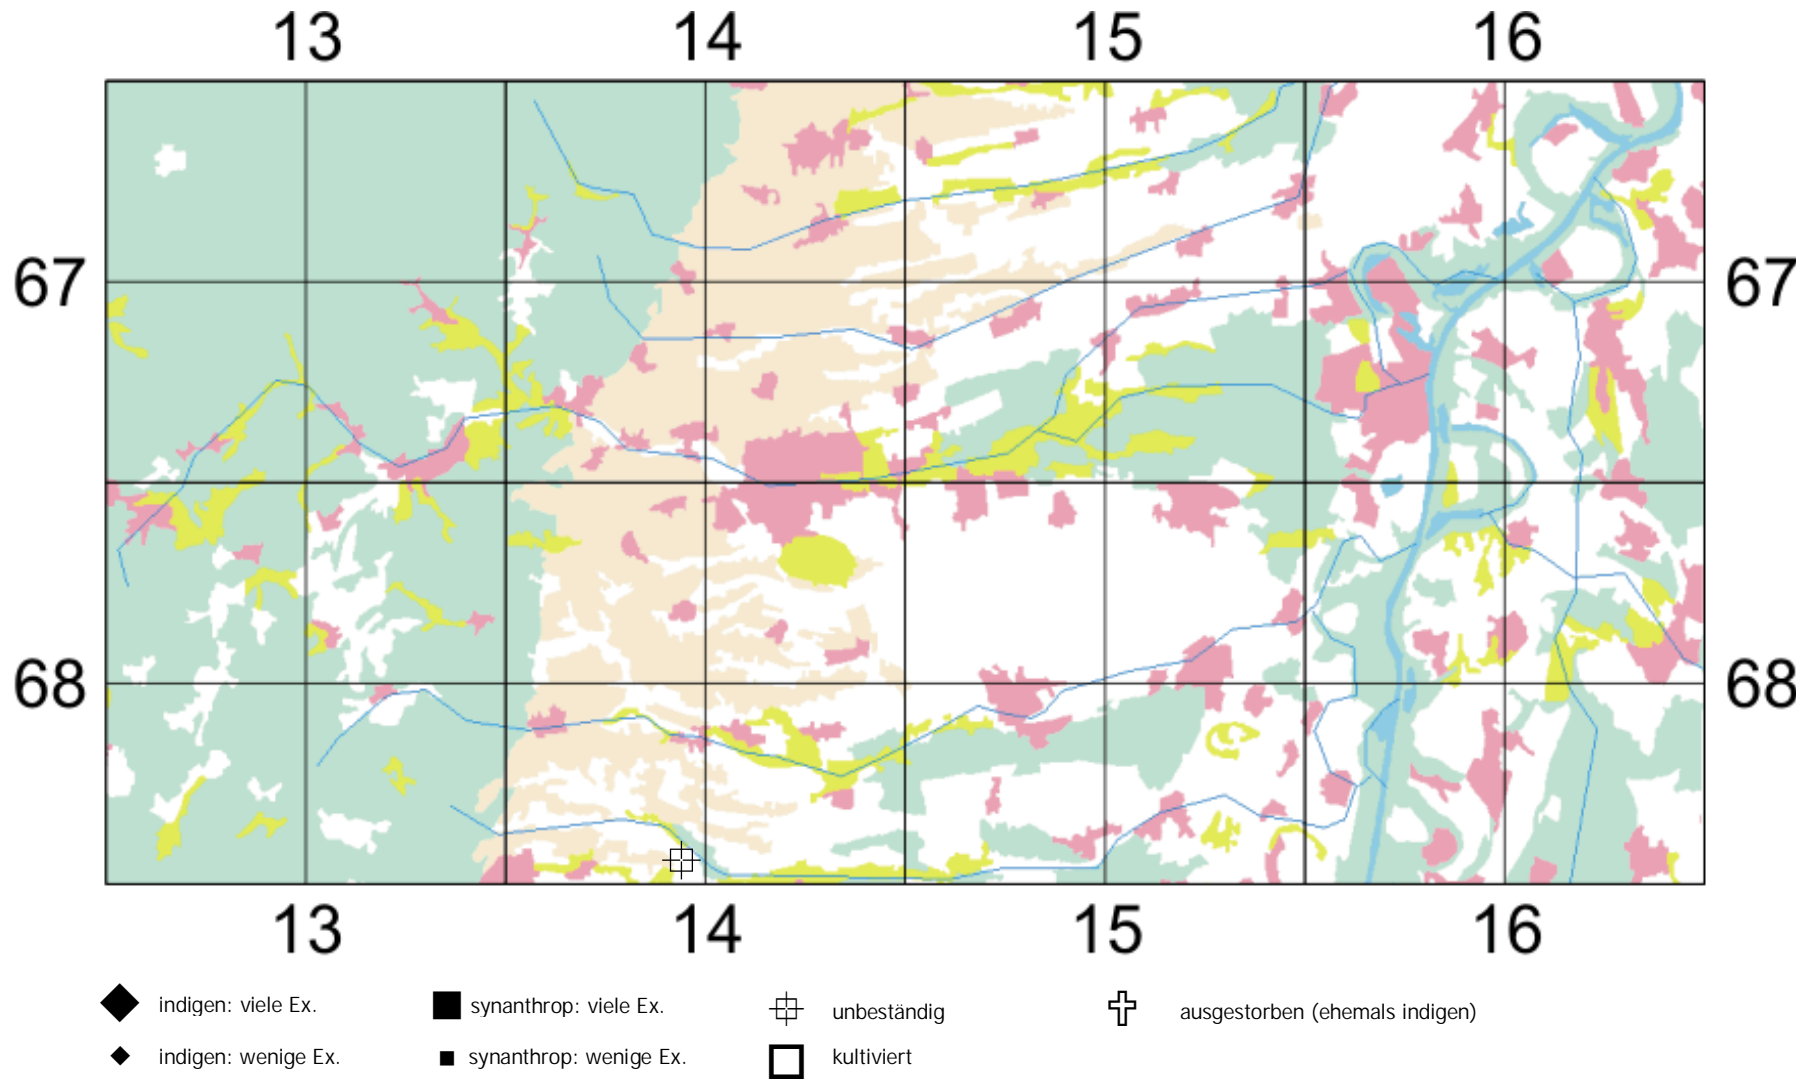 13 14 15 16
67 67
68 68
13 14 15 16
indigen: viele Ex. synanthrop: viele Ex. unbeständig ausgestorben (ehemals indigen)
indigen: wenige Ex. synanthrop: wenige Ex. kultiviert